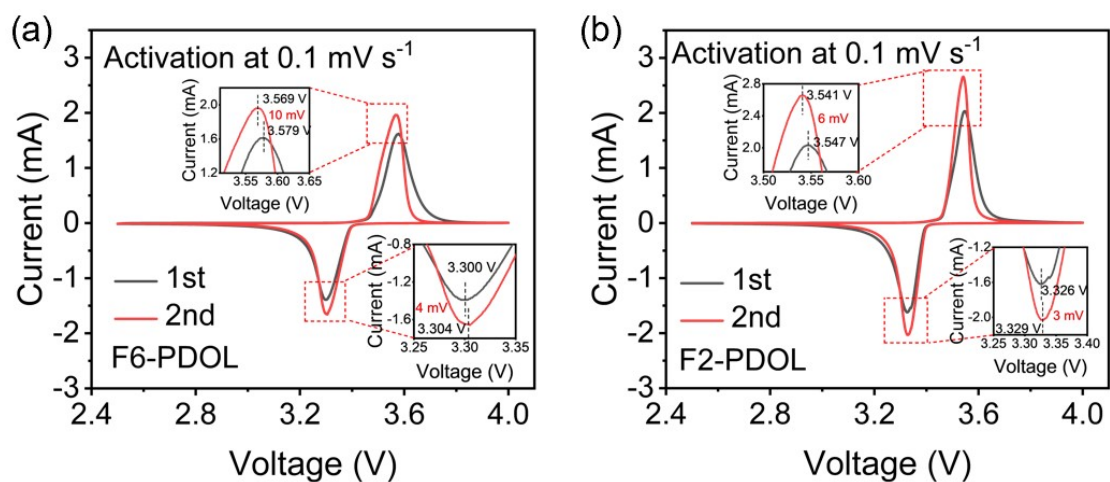 (a)
Activation at 0.1 mV s⁻¹
3
2
1
0
-1
-2
-3
Current (mA)
2.4
3.0
3.6
4.0
Voltage (V)
1st
2nd
F6-PDOL
2.0
1.6
1.2
Current (mA)
3.55
3.60
3.65
Voltage (V)
3.569 V
10 mV
3.579 V
-0.8
-1.2
-1.6
Current (mA)
3.25
3.30
3.35
Voltage (V)
3.300 V
4 mV
3.304 V
(b)
Activation at 0.1 mV s⁻¹
3
2
1
0
-1
-2
-3
Current (mA)
2.4
3.0
3.6
4.0
Voltage (V)
1st
2nd
F2-PDOL
2.8
2.4
2.0
Current (mA)
3.50
3.55
3.60
Voltage (V)
3.541 V
6 mV
3.547 V
-1.2
-1.6
-2.0
Current (mA)
3.25
3.30
3.35
3.40
Voltage (V)
3.326 V
3 mV
3.329 V